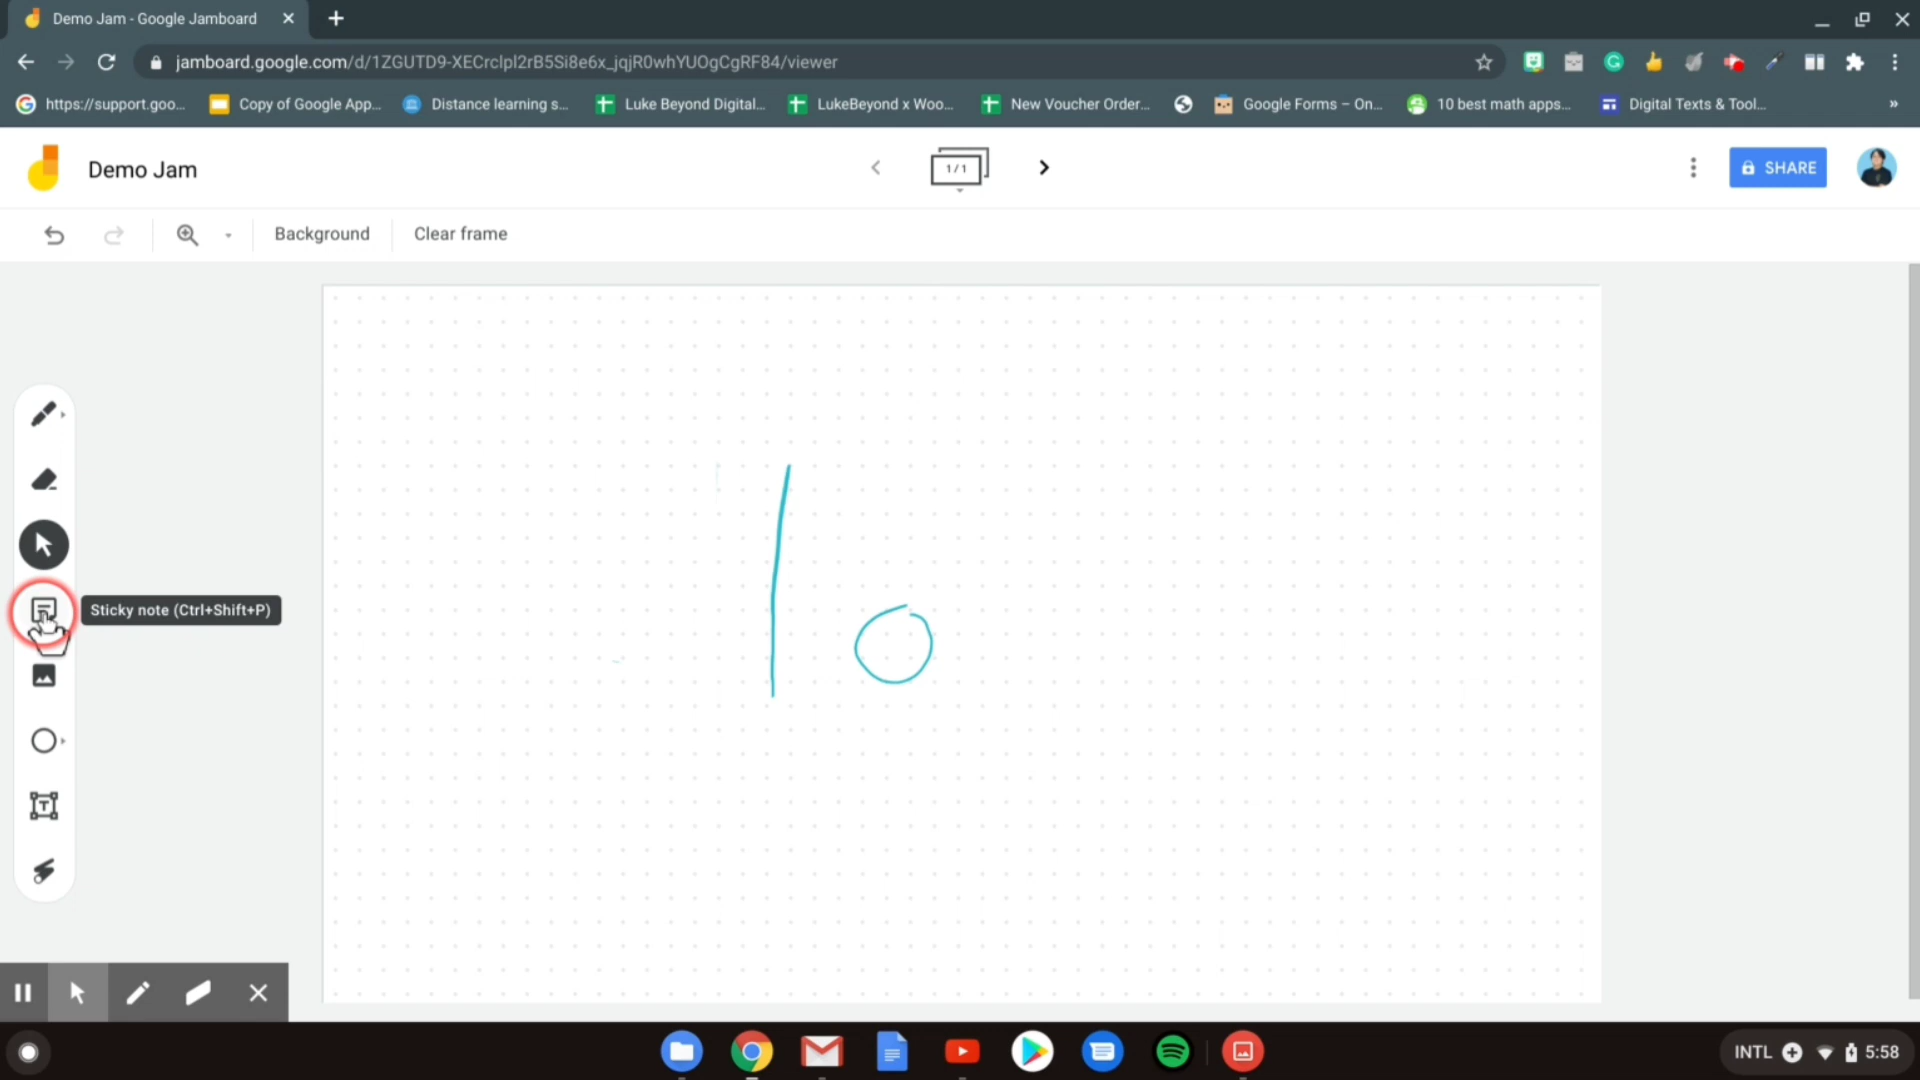 Demo Jam - Google Jamboard
jamboard.google.com/d/1ZGUTD9-XECrcIpI2rB5Si8e6x_jqjR0whYUOgCgRF84/viewer
https://support.goo... Copy of Google App... Distance learning s... Luke Beyond Digital... LukeBeyond x Woo... New Voucher Order... Google Forms – On... 10 best math apps... Digital Texts & Tool... »
Demo Jam
1 / 1
SHARE
Background Clear frame
Sticky note (Ctrl+Shift+P)
INTL 5:58